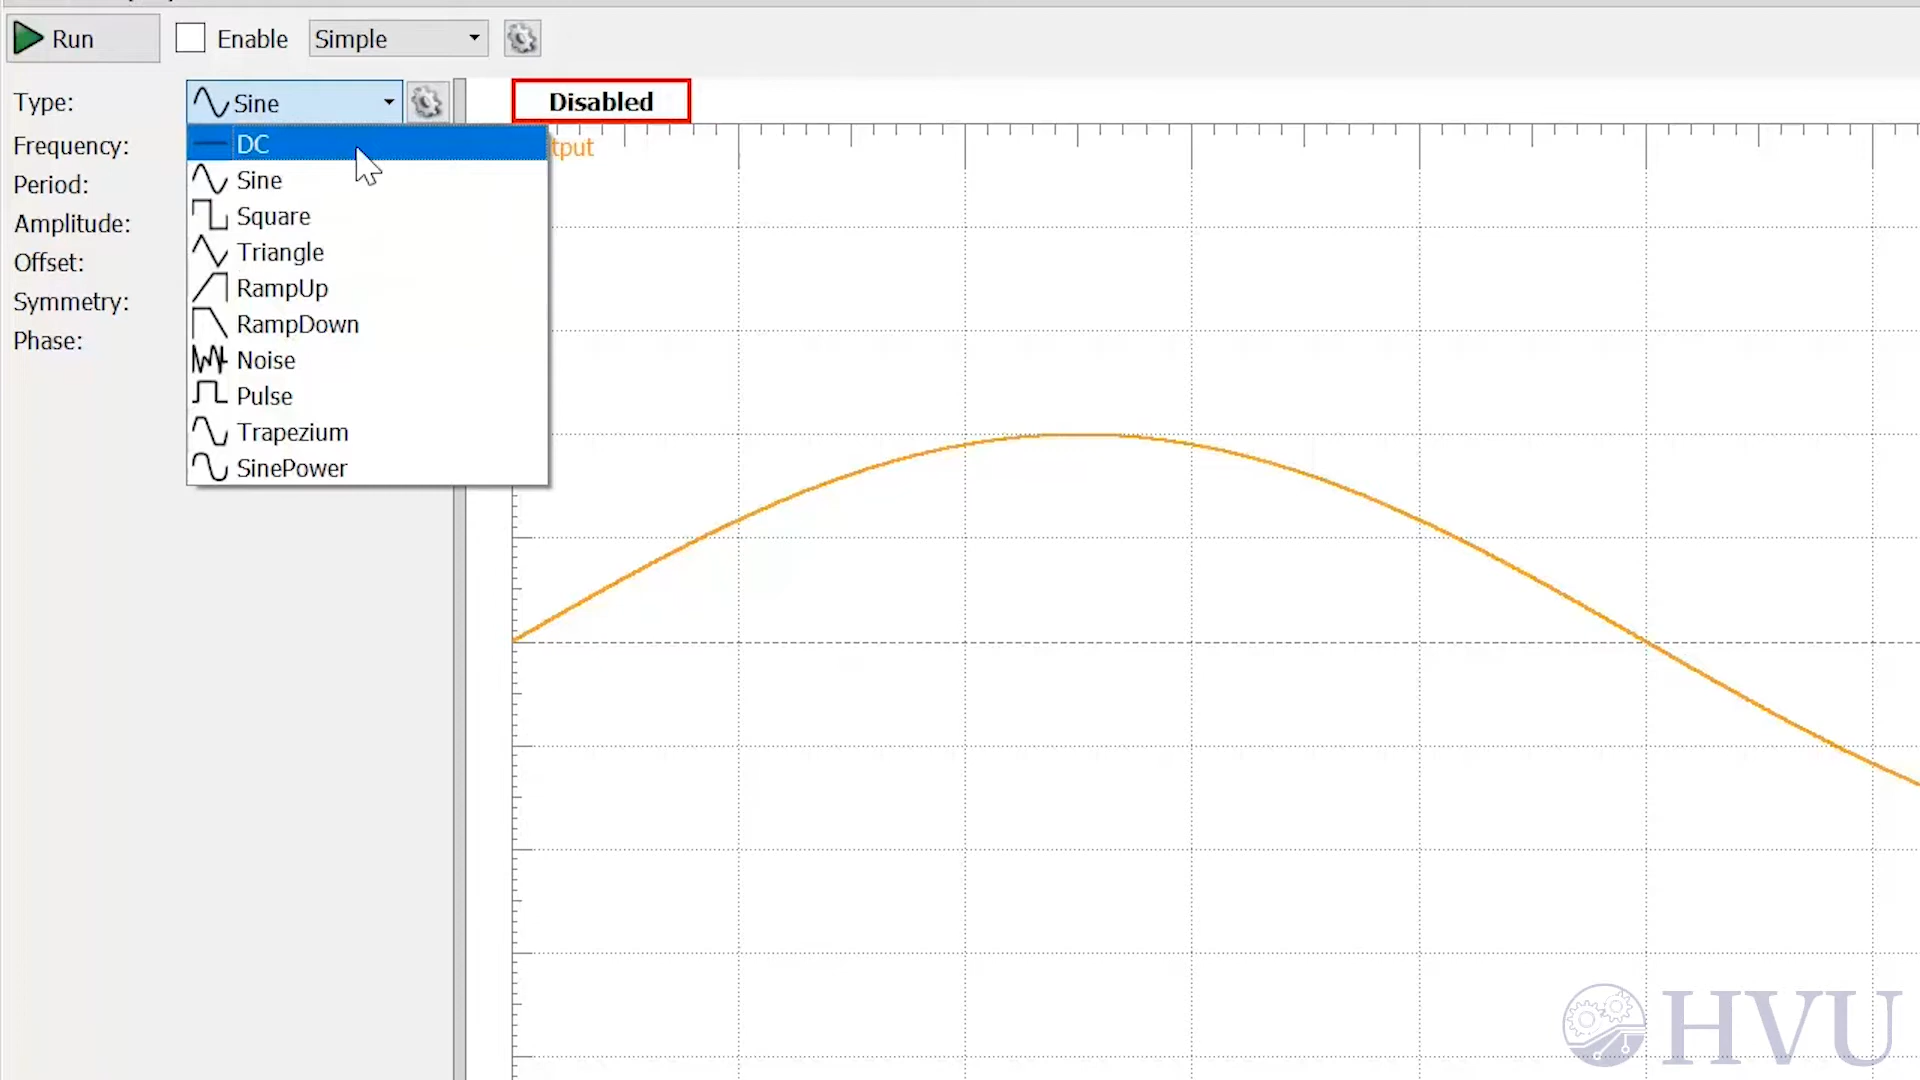 Run
Enable
Simple
Type:
Sine
Disabled
Frequency:
DC
tput
Period:
Sine
Amplitude:
Square
Offset:
Triangle
Symmetry:
RampUp
Phase:
RampDown
Noise
Pulse
Trapezium
SinePower
HVU